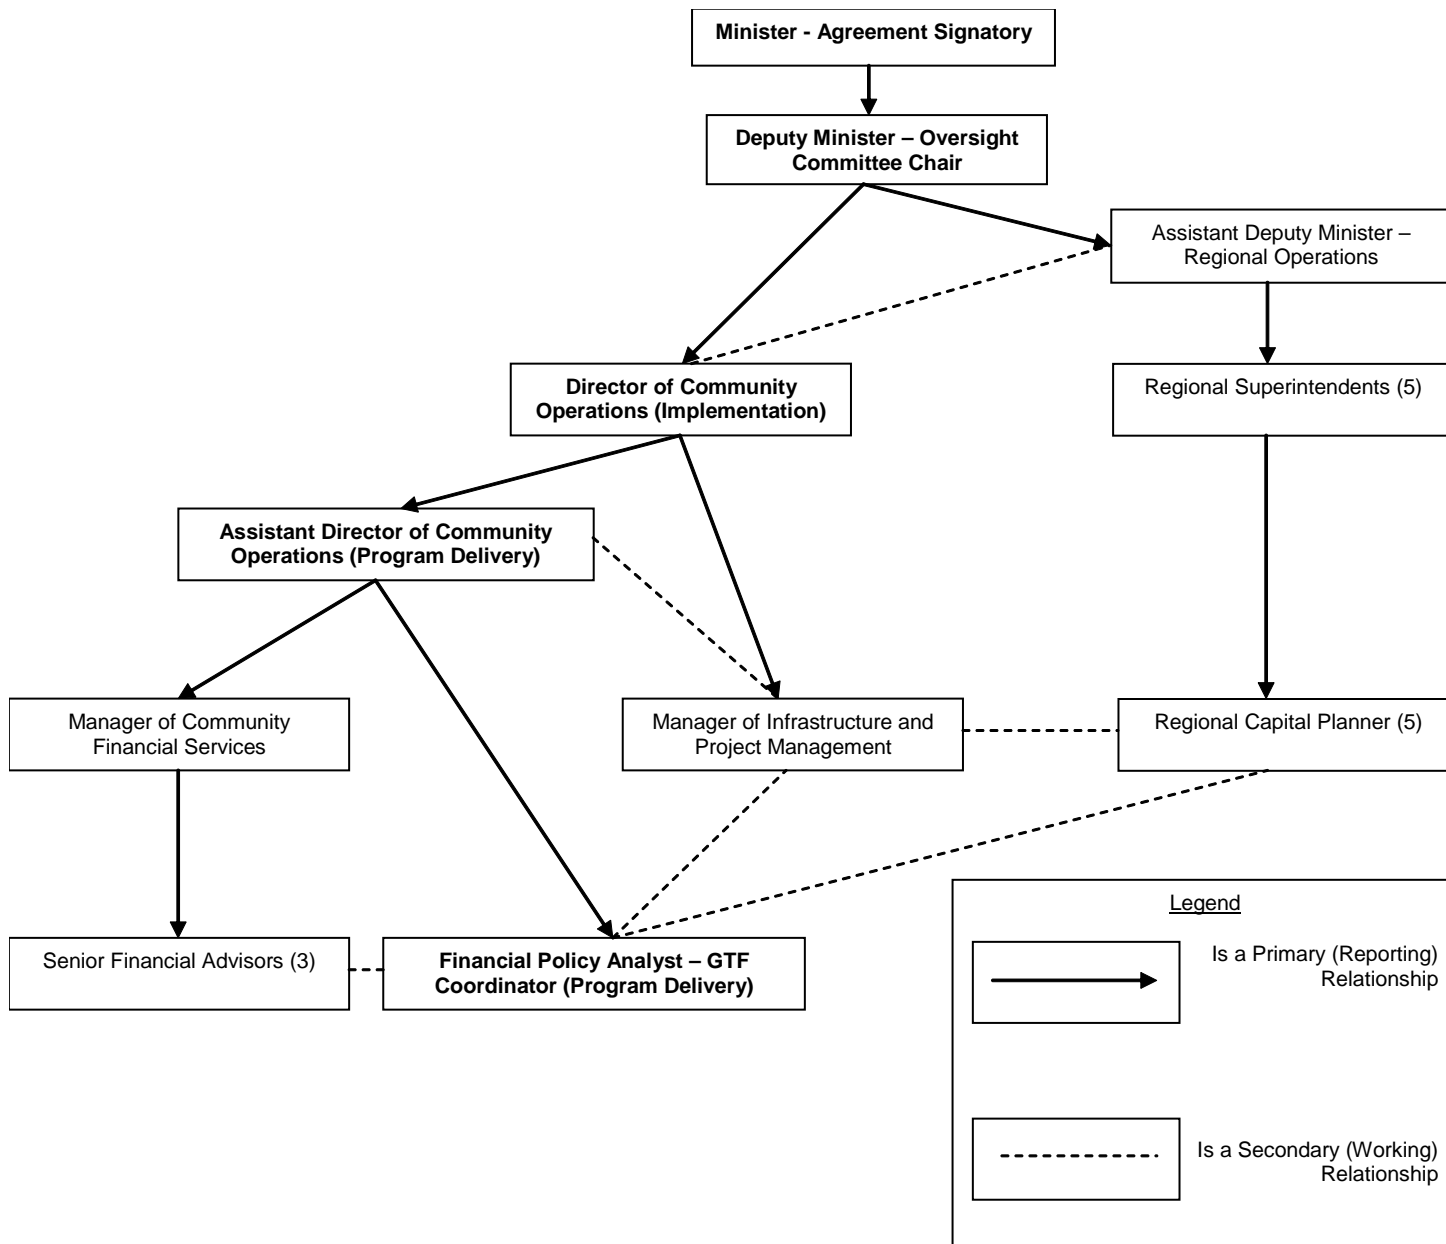 Minister - Agreement Signatory
Deputy Minister – Oversight
Committee Chair
Assistant Deputy Minister –
Regional Operations
Director of Community
Operations (Implementation)
Regional Superintendents (5)
Assistant Director of Community
Operations (Program Delivery)
Manager of Community
Financial Services
Manager of Infrastructure and
Project Management
Regional Capital Planner (5)
Senior Financial Advisors (3)
Financial Policy Analyst – GTF
Coordinator (Program Delivery)
Legend
Is a Primary (Reporting)
Relationship
Is a Secondary (Working)
Relationship